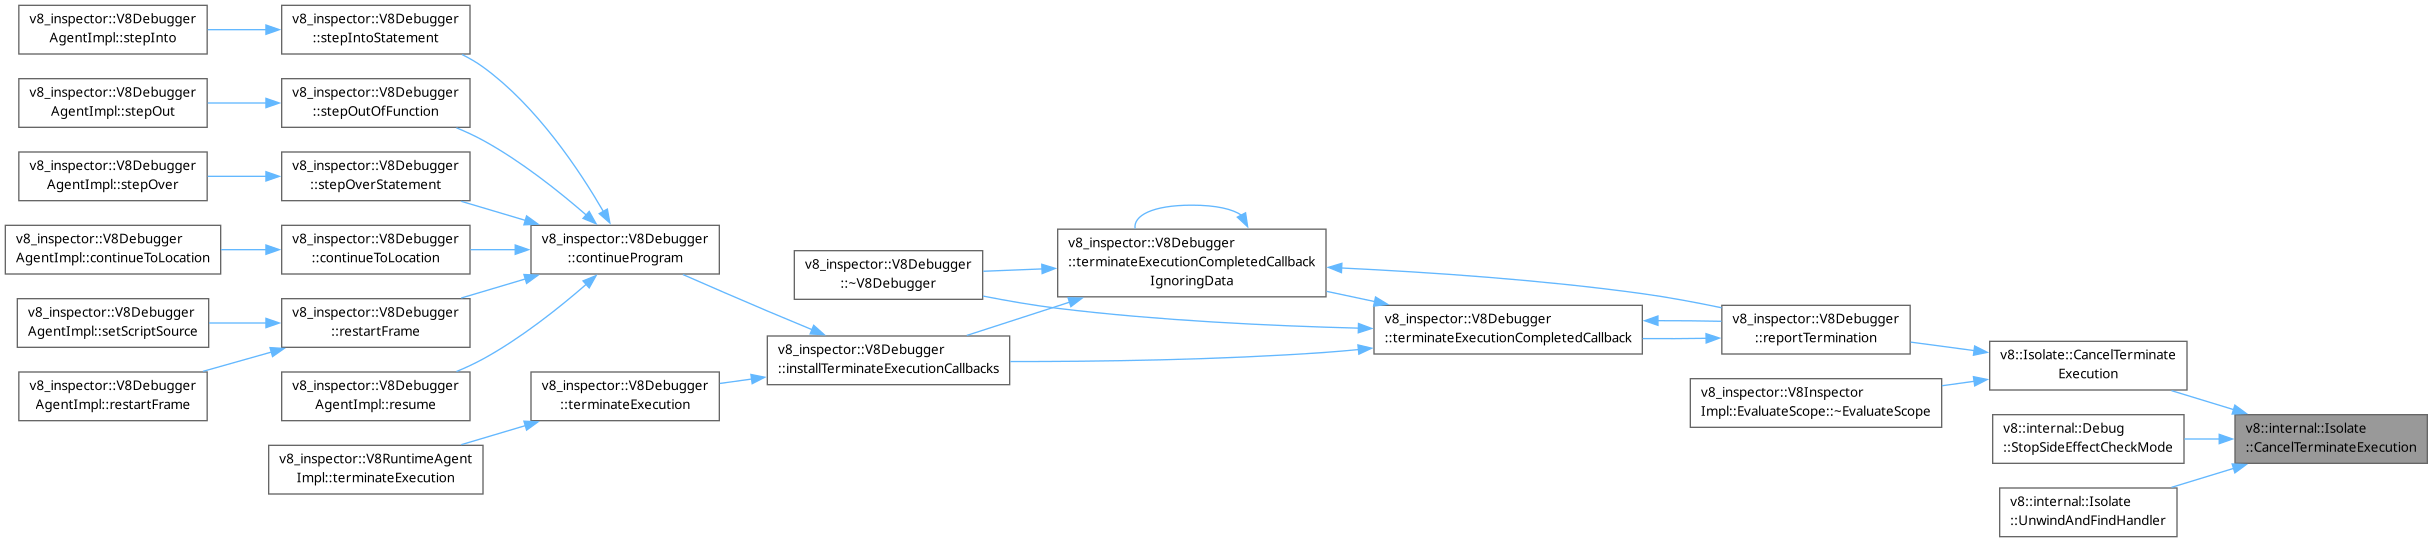 v8_inspector::V8Debugger
AgentImpl::stepInto
v8_inspector::V8Debugger
::stepIntoStatement
v8_inspector::V8Debugger
AgentImpl::stepOut
v8_inspector::V8Debugger
::stepOutOfFunction
v8_inspector::V8Debugger
AgentImpl::stepOver
v8_inspector::V8Debugger
::stepOverStatement
v8_inspector::V8Debugger
AgentImpl::continueToLocation
v8_inspector::V8Debugger
::continueToLocation
v8_inspector::V8Debugger
AgentImpl::setScriptSource
v8_inspector::V8Debugger
::restartFrame
v8_inspector::V8Debugger
AgentImpl::restartFrame
v8_inspector::V8Debugger
AgentImpl::resume
v8_inspector::V8RuntimeAgent
Impl::terminateExecution
v8_inspector::V8Debugger
::continueProgram
v8_inspector::V8Debugger
::terminateExecution
v8_inspector::V8Debugger
::~V8Debugger
v8_inspector::V8Debugger
::installTerminateExecutionCallbacks
v8_inspector::V8Debugger
::terminateExecutionCompletedCallback
IgnoringData
v8_inspector::V8Debugger
::terminateExecutionCompletedCallback
v8_inspector::V8Debugger
::reportTermination
v8_inspector::V8Inspector
Impl::EvaluateScope::~EvaluateScope
v8::Isolate::CancelTerminate
Execution
v8::internal::Debug
::StopSideEffectCheckMode
v8::internal::Isolate
::UnwindAndFindHandler
v8::internal::Isolate
::CancelTerminateExecution